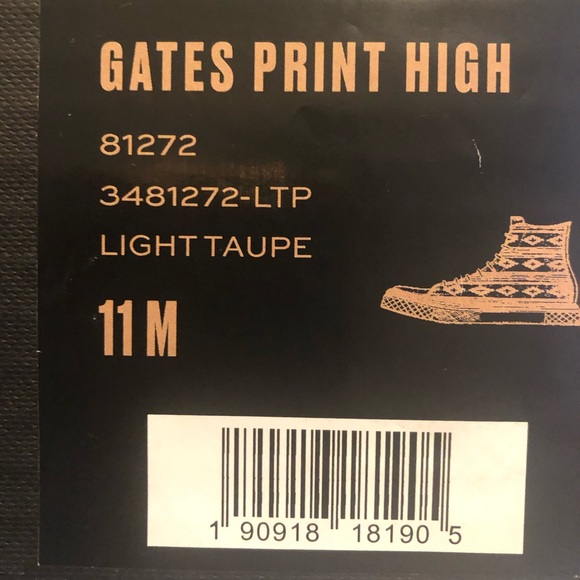 GATES PRINT HIGH
81272
3481272-LTP
LIGHT TAUPE
11 M
1 90918 18190 5